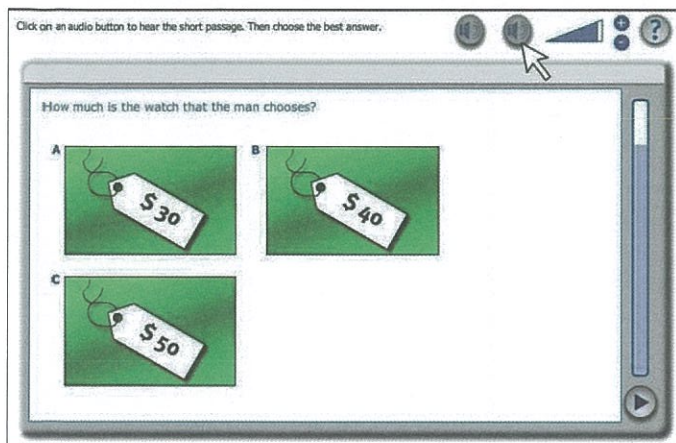 Click on an audio button to hear the short passage. Then choose the best answer.
+
-
?
How much is the watch that the man chooses?
A
$30
B
$40
C
$50